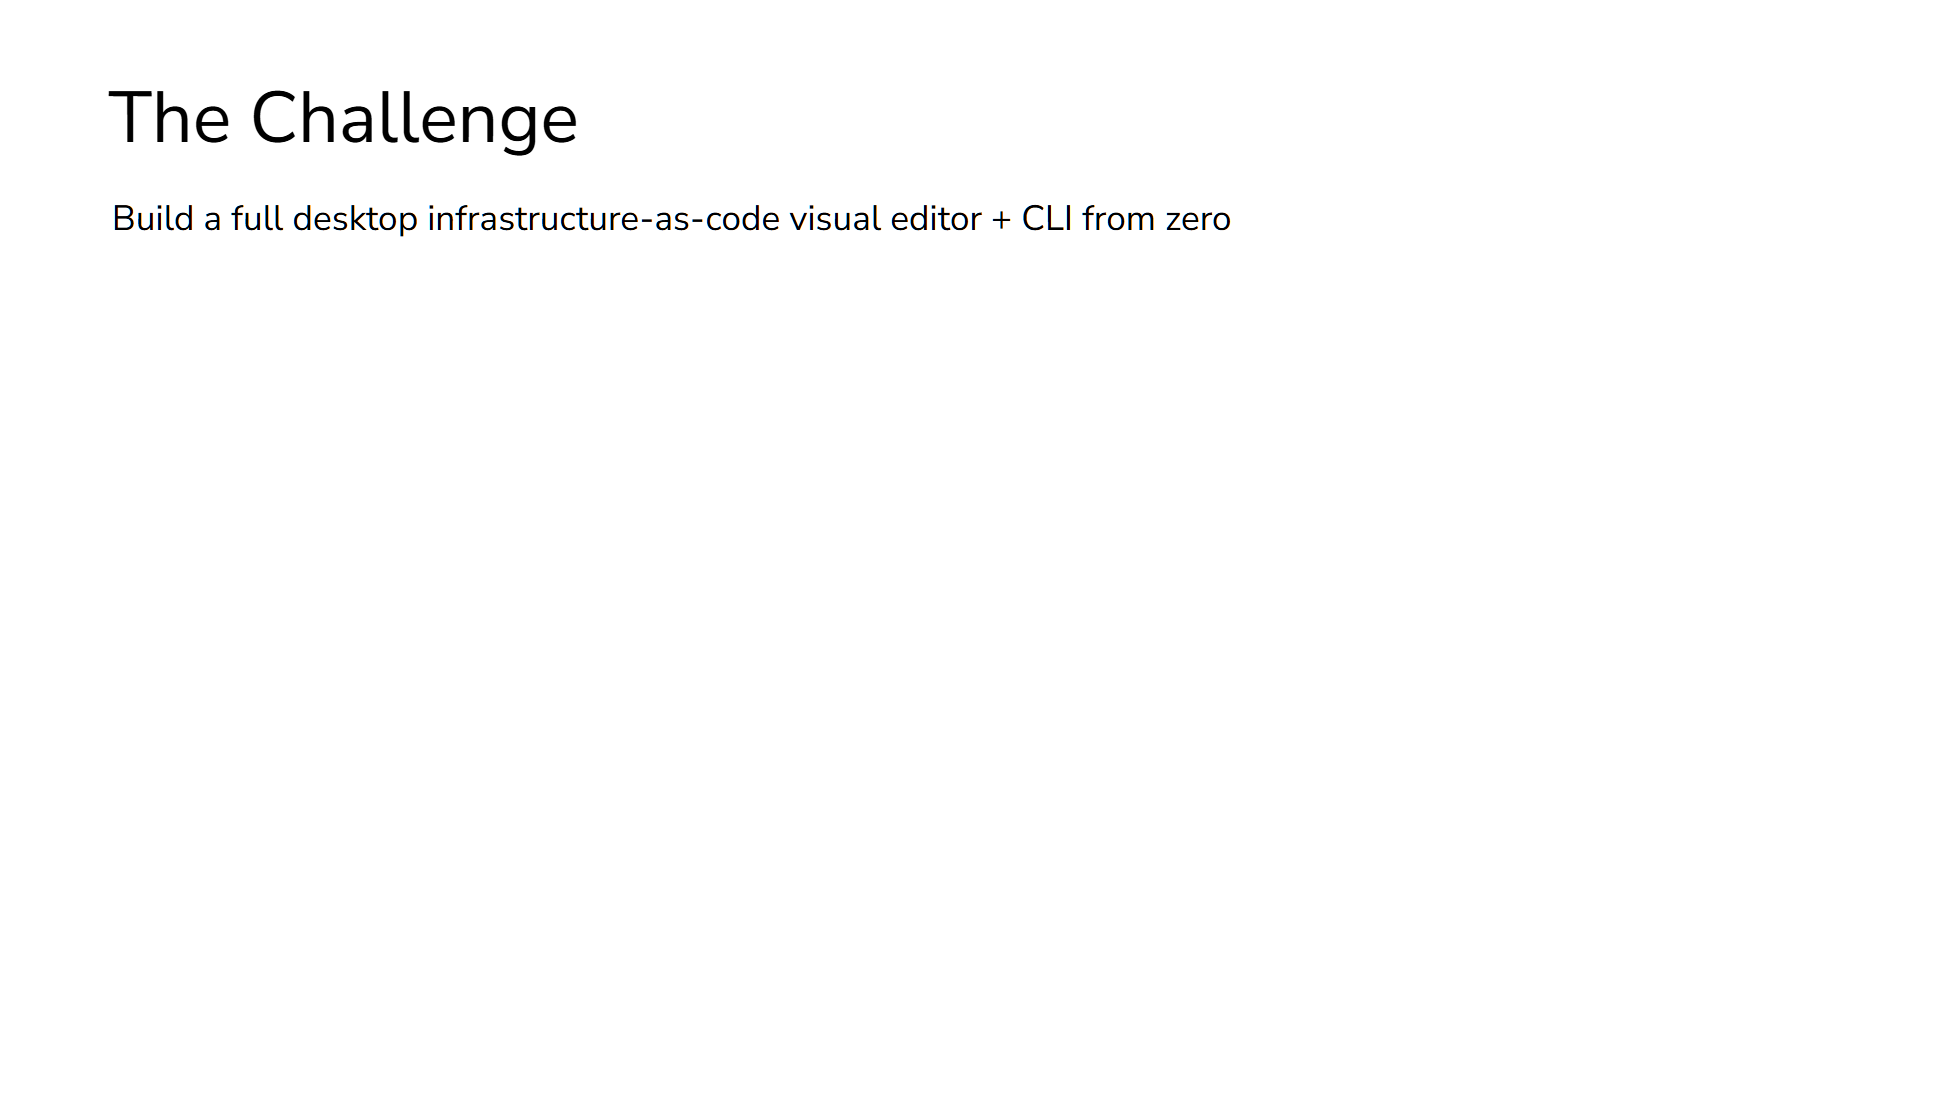 The Challenge
Build a full desktop infrastructure-as-code visual editor + CLI from zero